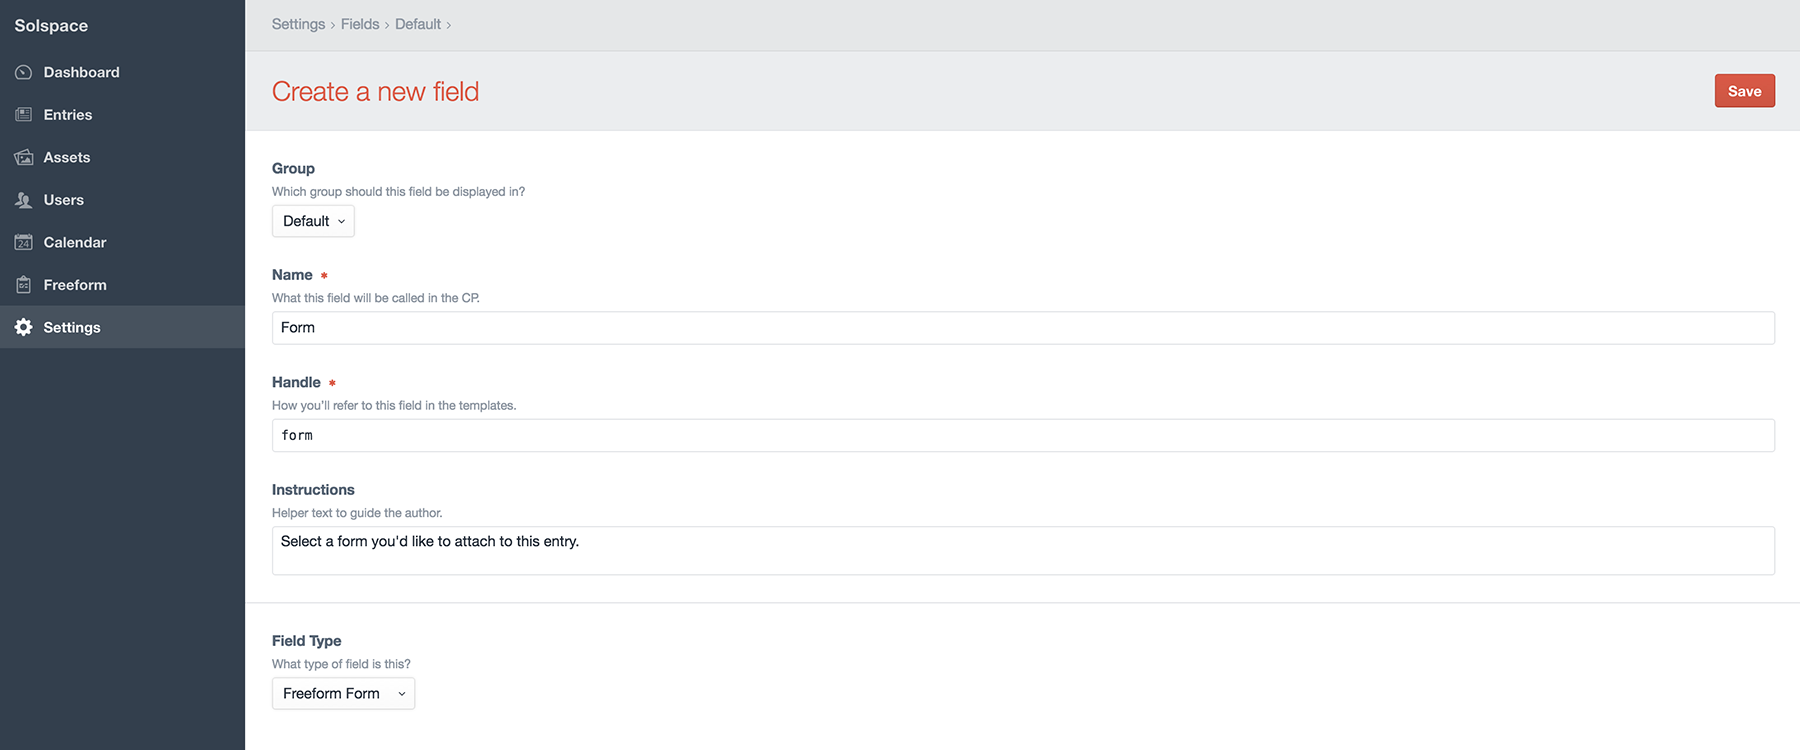 Solspace
Dashboard
Entries
Assets
Users
24
Calendar
Freeform
Settings
Settings › Fields › Default ›
Create a new field
Save
Group
Which group should this field be displayed in?
Default
Name *
What this field will be called in the CP.
Form
Handle *
How you'll refer to this field in the templates.
form
Instructions
Helper text to guide the author.
Select a form you'd like to attach to this entry.
Field Type
What type of field is this?
Freeform Form